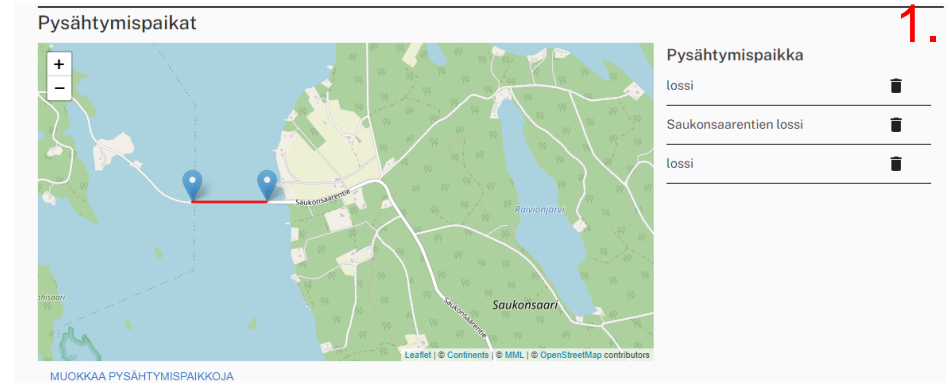 1.
Pysähtymispaikat
+
−
Saukonsaarentie
Raivionjärvi
Saukonsaari
Saukonsaarentie
Leaflet | © Continents | © MML | © OpenStreetMap contributors
MUOKKAA PYSÄHTYMISPAIKKOJA
Pysähtymispaikka
lossi
Saukonsaarentien lossi
lossi